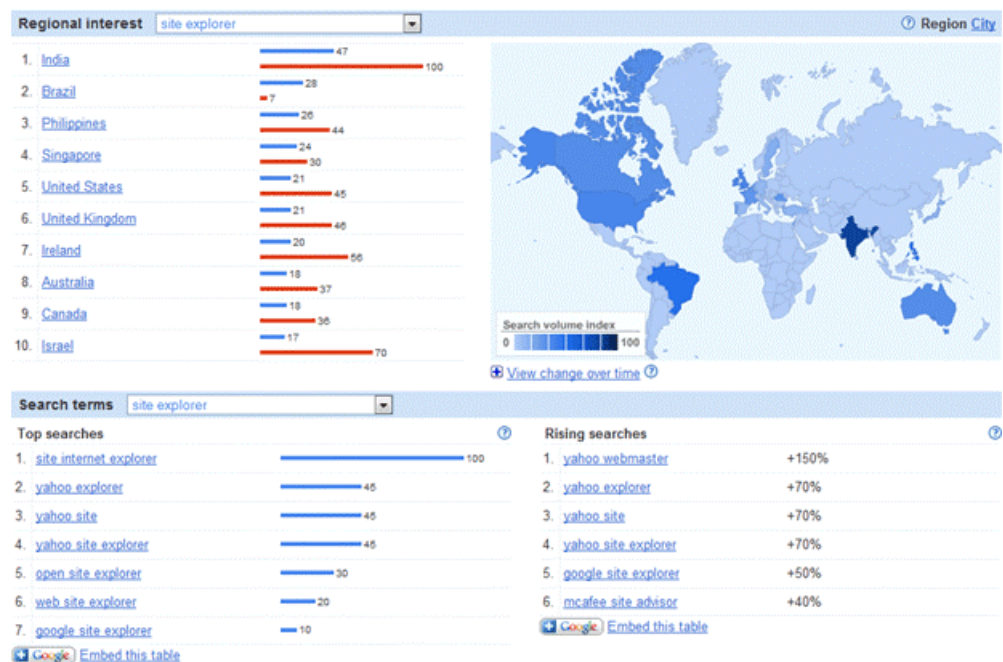 Regional interest site explorer Region City
1. India 47 100
2. Brazil 28 7
3. Philippines 26 44
4. Singapore 24 30
5. United States 21 45
6. United Kingdom 21 46
7. Ireland 20 56
8. Australia 18 37
9. Canada 18 36
10. Israel 17 70
Search volume index
0 100
View change over time ?
Search terms site explorer
Top searches ?
1. site internet explorer 100
2. yahoo explorer 45
3. yahoo site 45
4. yahoo site explorer 45
5. open site explorer 30
6. web site explorer 20
7. google site explorer 10
+ Google Embed this table
Rising searches ?
1. yahoo webmaster +150%
2. yahoo explorer +70%
3. yahoo site +70%
4. yahoo site explorer +70%
5. google site explorer +50%
6. mcafee site advisor +40%
+ Google Embed this table